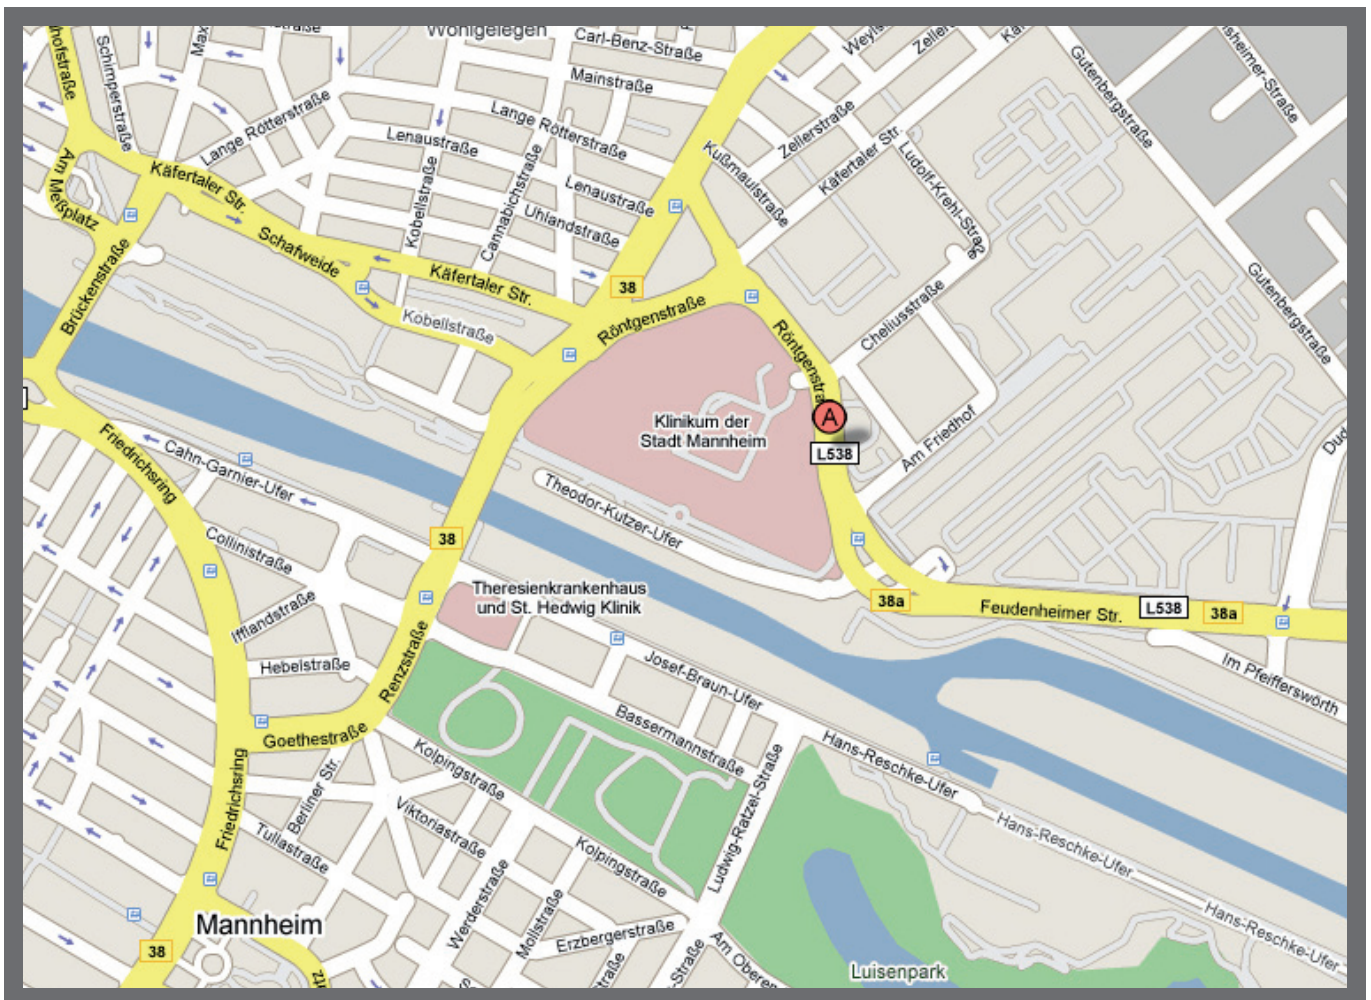 Wohlgelegen
Carl-Benz-Straße
Mainstraße
Lange Rötterstraße
Lange Rötterstraße
Lenaustraße
Lenaustraße
Uhlandstraße
Kobellstraße
Cannabichstraße
Schimperstraße
Am Meßplatz
Käfertaler Str.
Schafweide
Käfertaler Str.
Kobellstraße
Brückenstraße
Kußmaulstraße
Zellerstraße
Käfertaler Str.
Ludolf-Krehl-Straße
Gutenbergstraße
Gutenbergstraße
38
Röntgenstraße
Cheliusstraße
Am Friedhof
Klinikum der
Stadt Mannheim
A
L538
Theodor-Kutzer-Ufer
Friedrichsring
Cahn-Garnier-Ufer
Collinistraße
Ifflandstraße
Hebelstraße
38
Theresienkrankenhaus
und St. Hedwig Klinik
38a
Feudenheimer Str.
L538
38a
Im Pfeifferswörth
Renzstraße
Goethestraße
Josef-Braun-Ufer
Bassermannstraße
Kolpingstraße
Kolpingstraße
Hans-Reschke-Ufer
Hans-Reschke-Ufer
Hans-Reschke-Ufer
Ludwig-Ratzel-Straße
Friedrichsring
Berliner Str.
Tullastraße
Viktoriastraße
Werderstraße
Mollstraße
Erzbergerstraße
Mannheim
38
Luisenpark